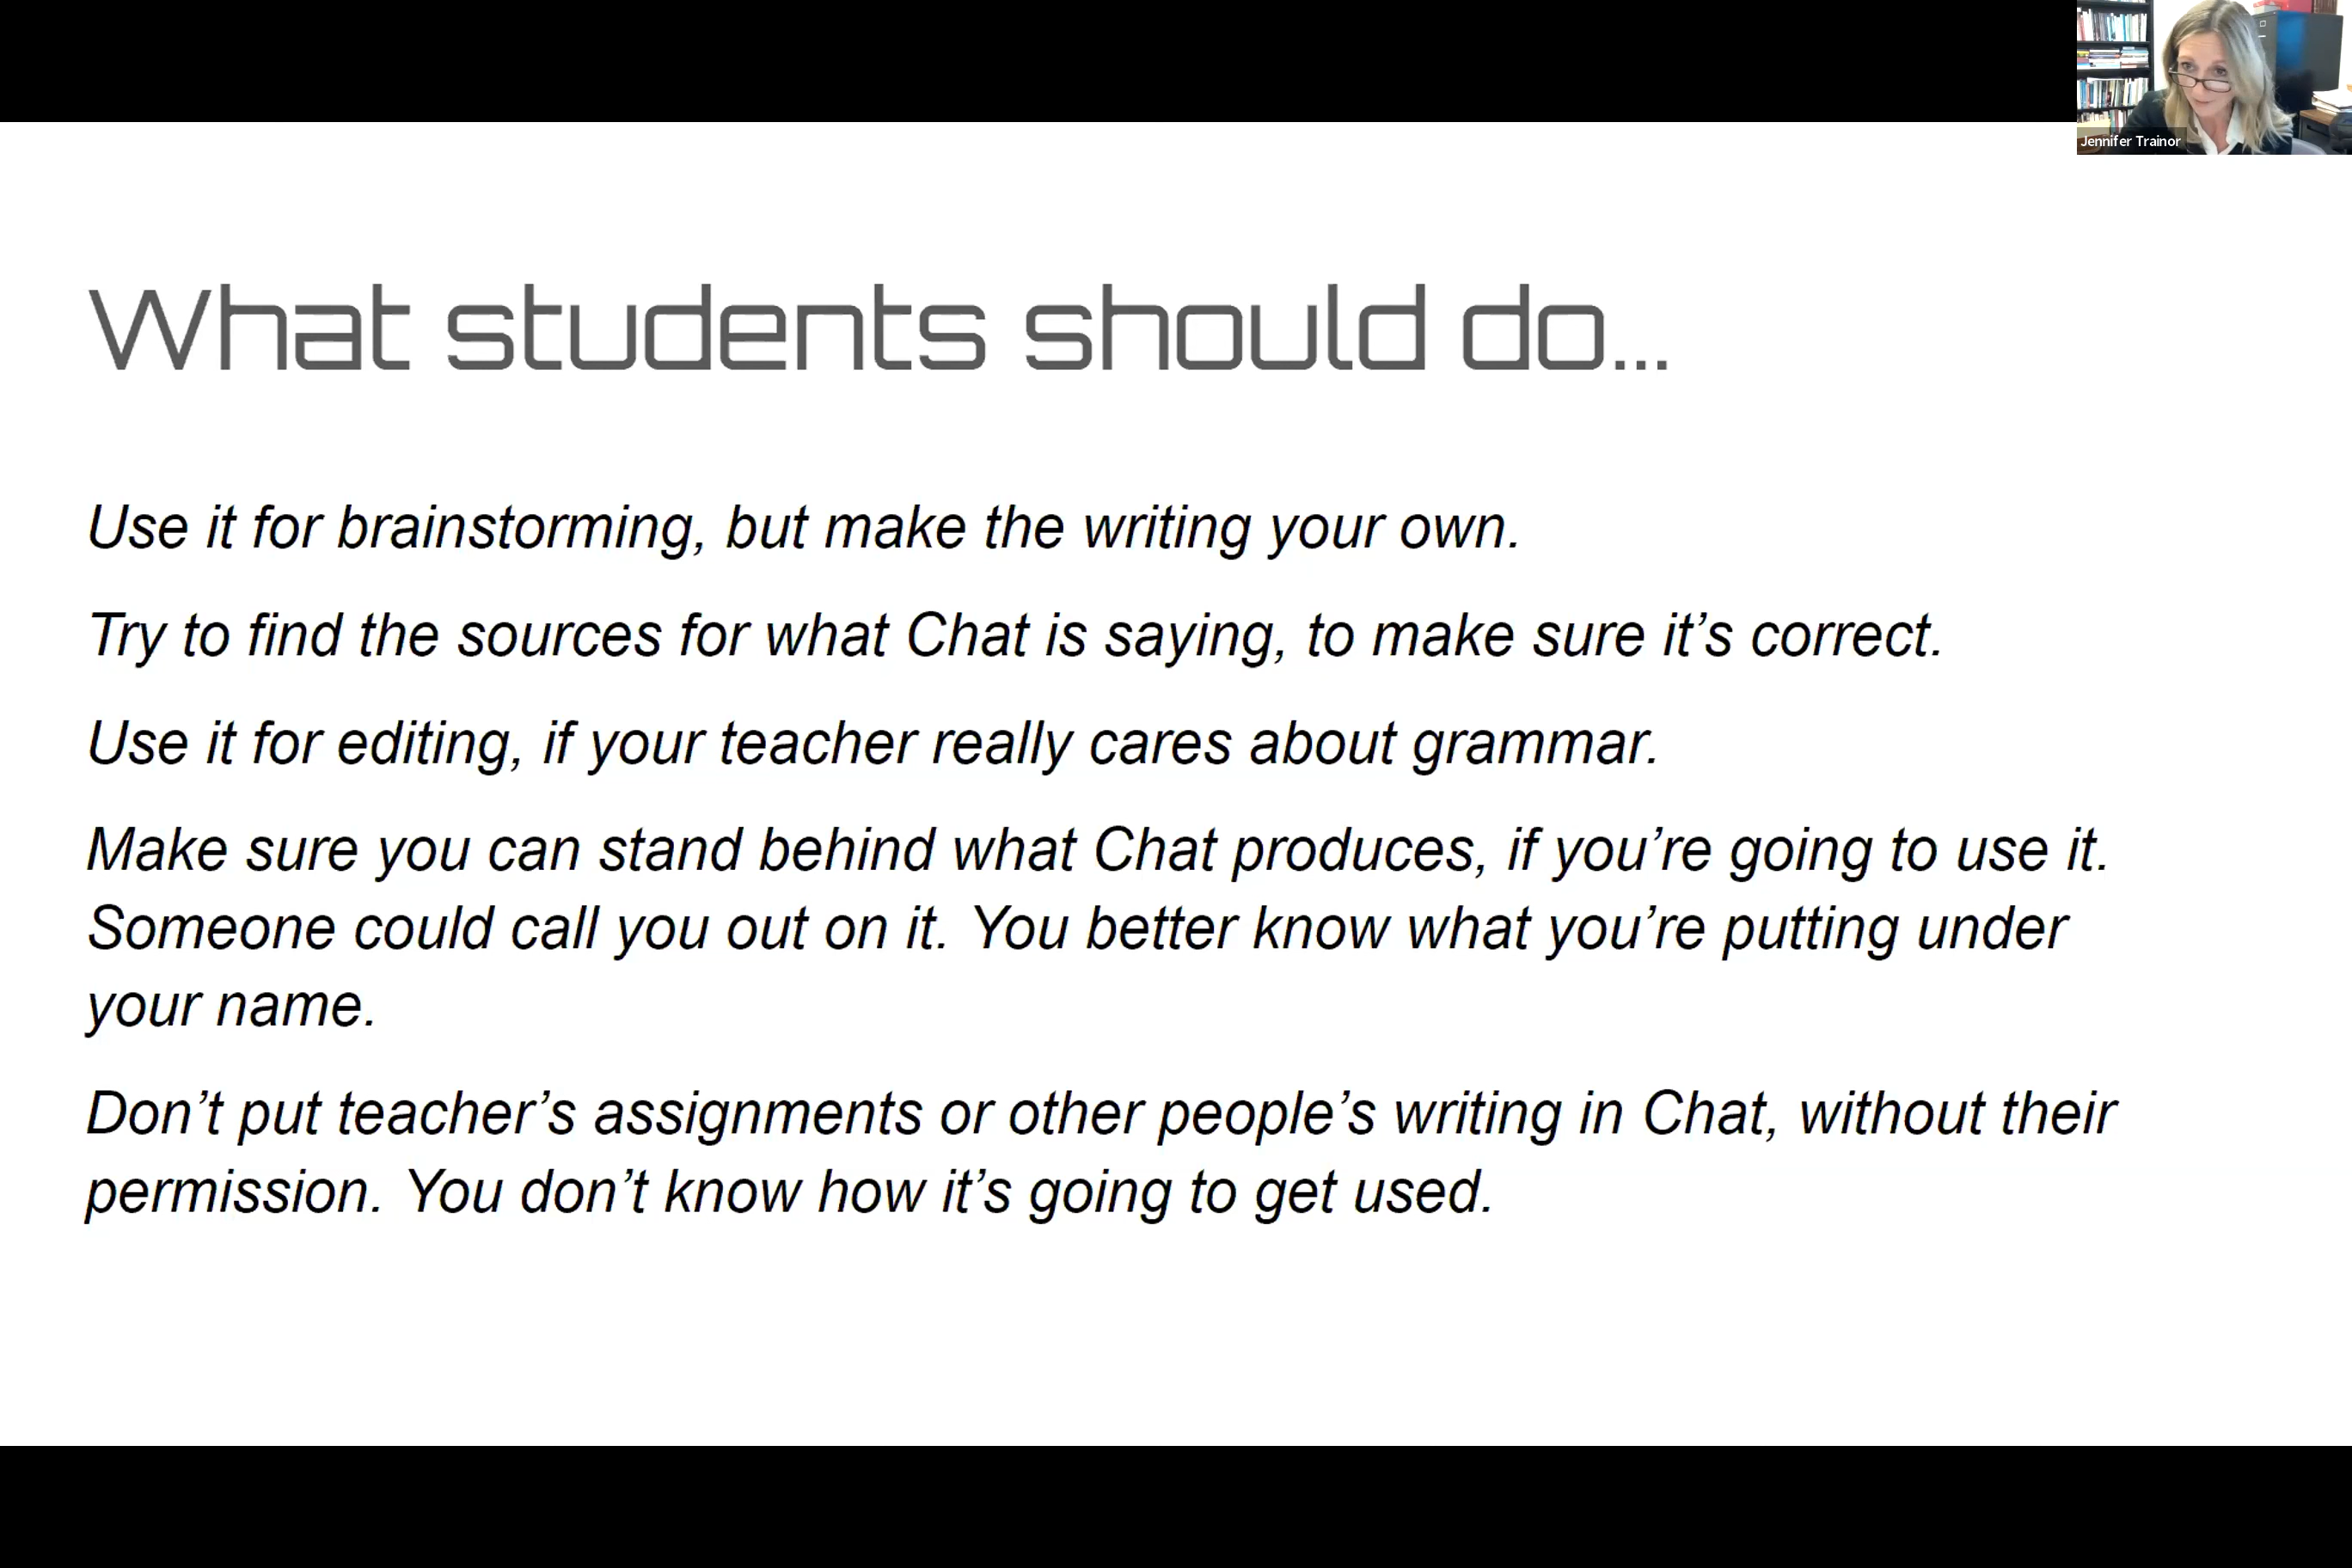 Jennifer Trainor
What students should do...
Use it for brainstorming, but make the writing your own.
Try to find the sources for what Chat is saying, to make sure it’s correct.
Use it for editing, if your teacher really cares about grammar.
Make sure you can stand behind what Chat produces, if you’re going to use it.
Someone could call you out on it. You better know what you’re putting under
your name.
Don’t put teacher’s assignments or other people’s writing in Chat, without their
permission. You don’t know how it’s going to get used.